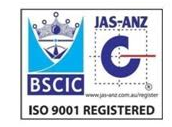 JAS-ANZ
®
BSCIC
www.jas-anz.com.au/register
ISO 9001 REGISTERED